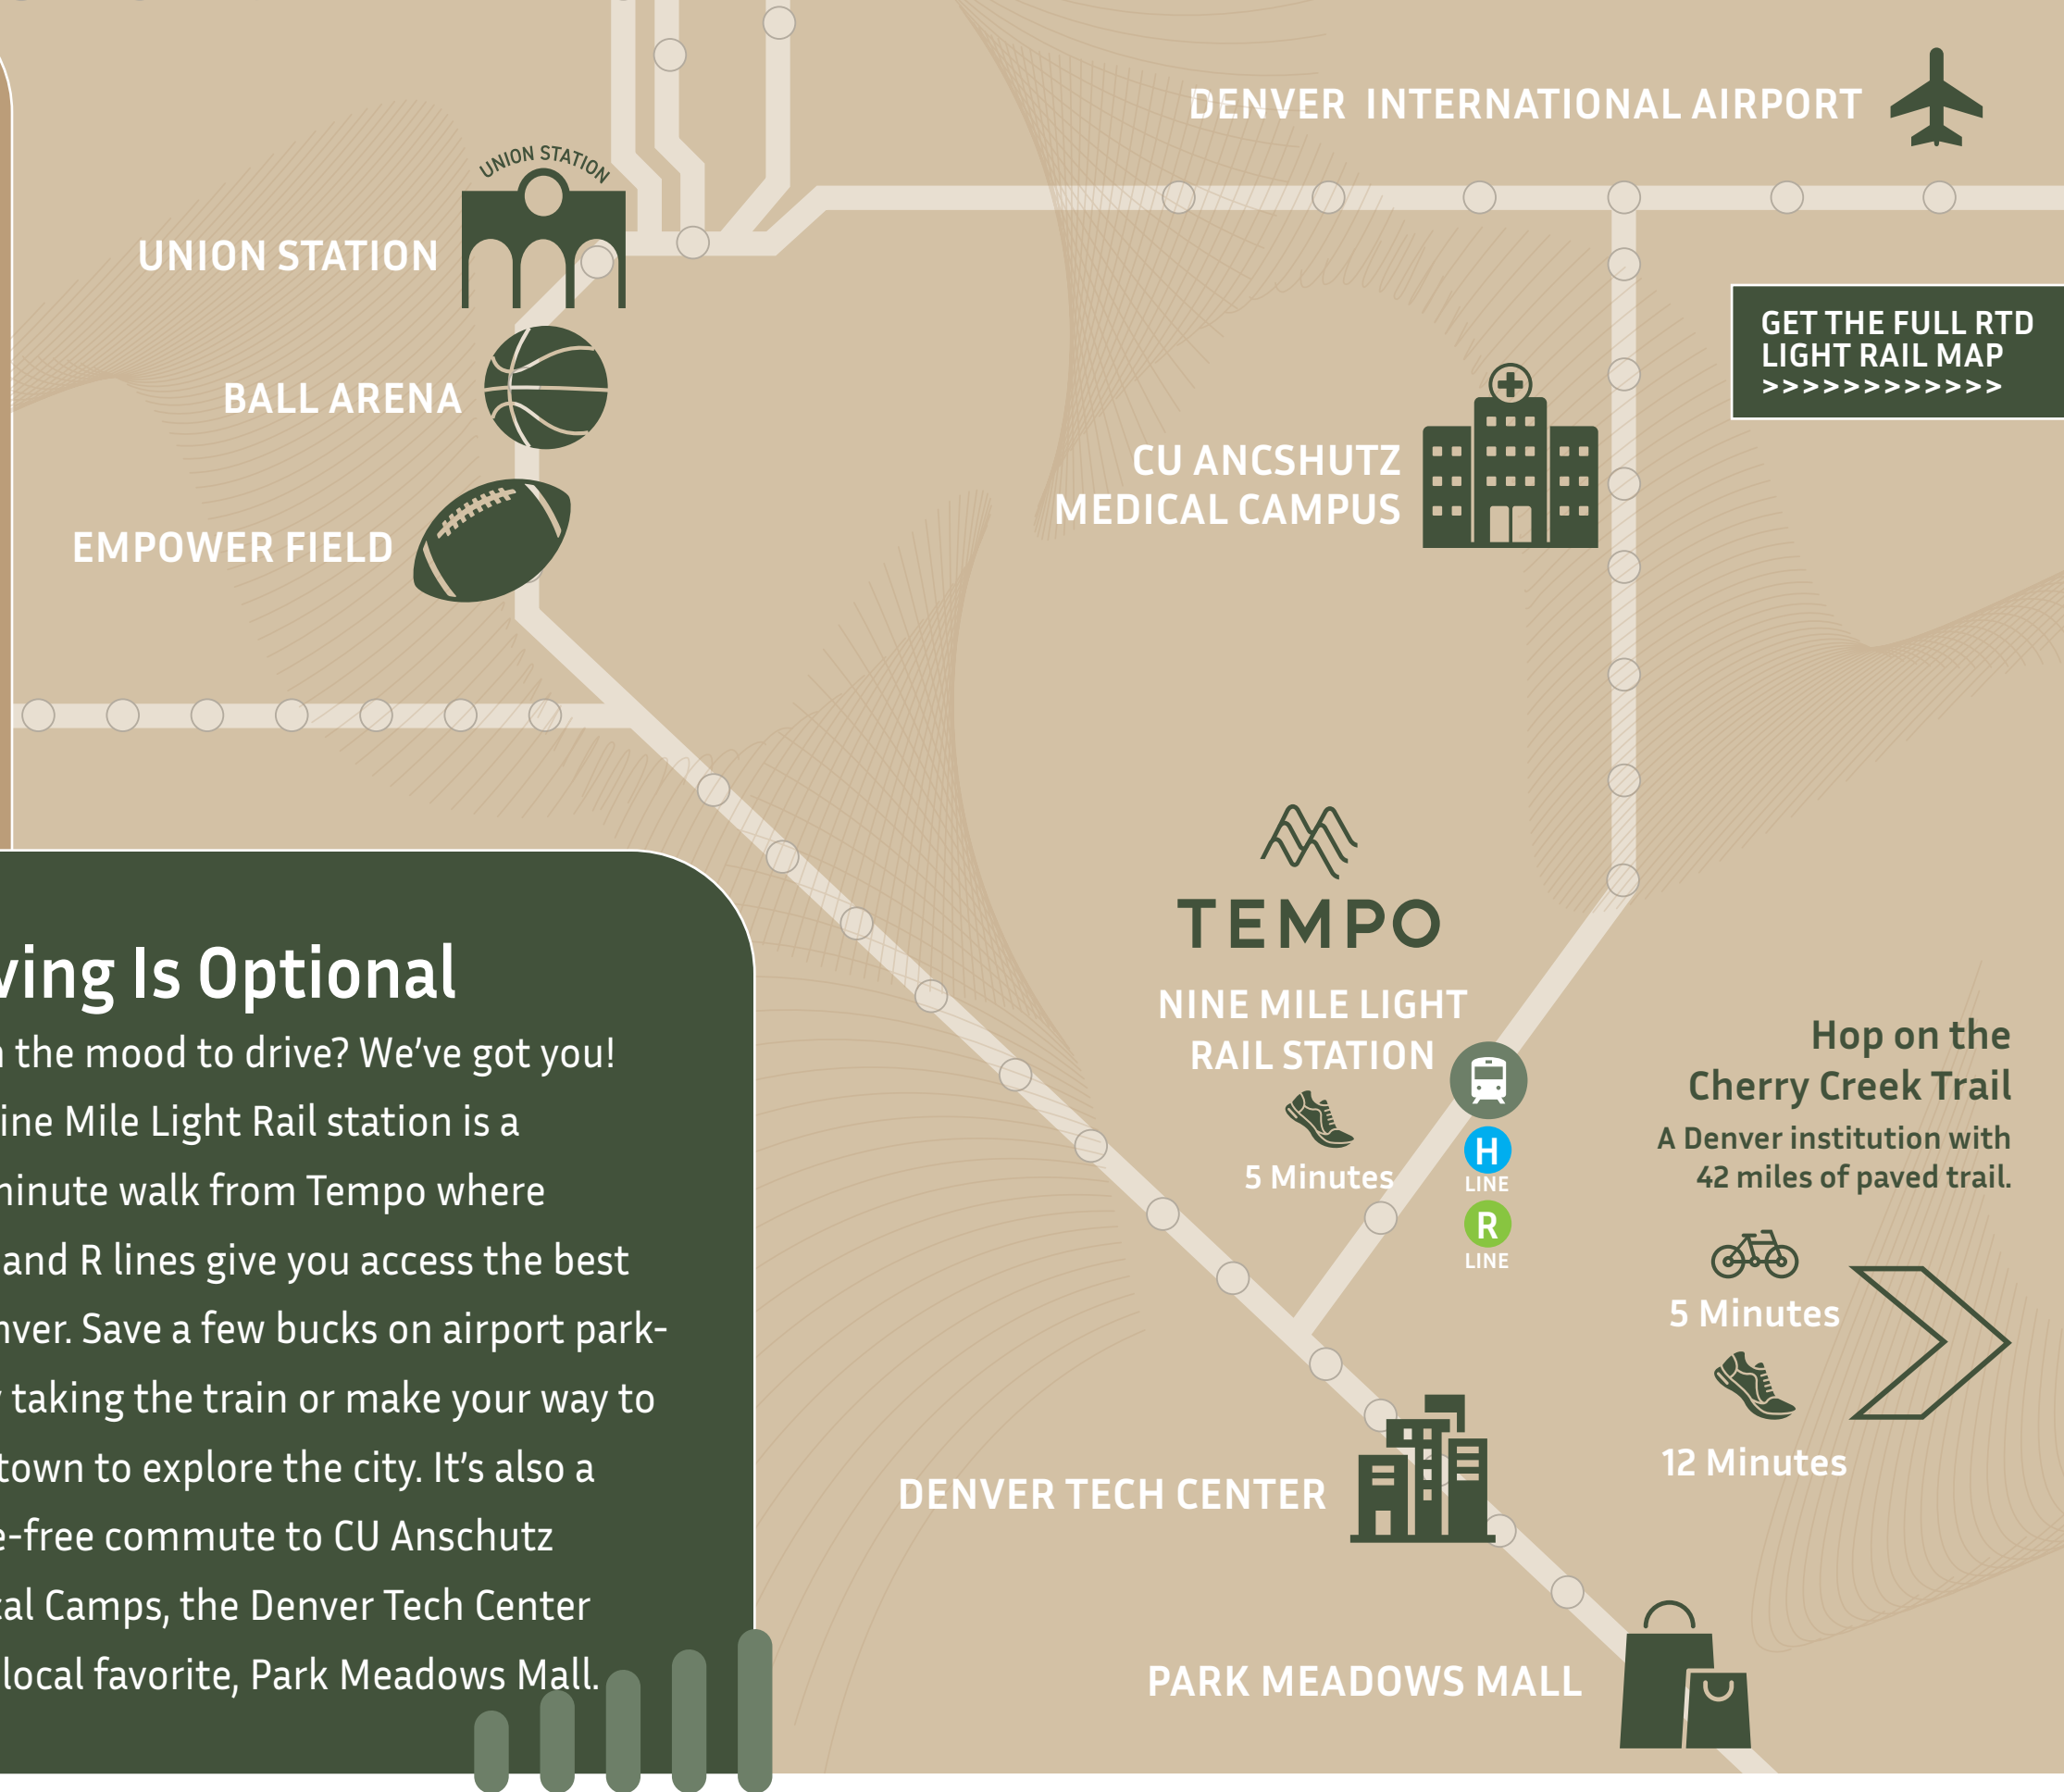 DENVER INTERNATIONAL AIRPORT
UNION STATION
UNION STATION
GET THE FULL RTD
LIGHT RAIL MAP
>>>>>>>>>>>>
BALL ARENA
CU ANCSHUTZ
MEDICAL CAMPUS
EMPOWER FIELD
TEMPO
NINE MILE LIGHT
RAIL STATION
5 Minutes
H
LINE
R
LINE
Hop on the
Cherry Creek Trail
A Denver institution with
42 miles of paved trail.
5 Minutes
12 Minutes
ving Is Optional
the mood to drive? We've got you!
ine Mile Light Rail station is a
minute walk from Tempo where
and R lines give you access the best
nver. Save a few bucks on airport park-
taking the train or make your way to
town to explore the city. It's also a
e-free commute to CU Anschutz
cal Camps, the Denver Tech Center
local favorite, Park Meadows Mall.
DENVER TECH CENTER
PARK MEADOWS MALL